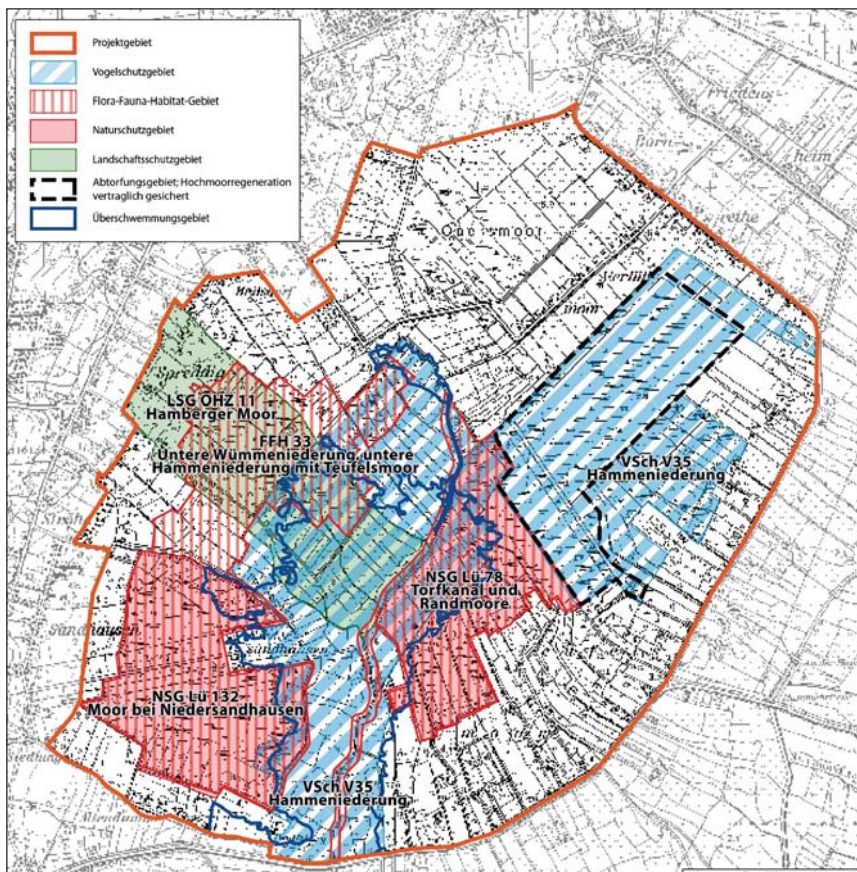 Projektgebiet
Vogelschutzgebiet
Flora-Fauna-Habitat-Gebiet
Naturschutzgebiet
Landschaftsschutzgebiet
Abtorfungsgebiet; Hochmoorregeneration
vertraglich gesichert
Überschwemmungsgebiet
LSG OHZ 11
Hamberger Moor
FFH 33
Untere Wümmeniederung, untere
Hammeniederung mit Teufelsmoor
VSch V35
Hammeniederung
NSG Lü 78
Torfkanal und
Randmoore
sandhausen
Sandhausen
NSG Lü 132
Moor bei Niedersandhausen
VSch V35
Hammeniederung